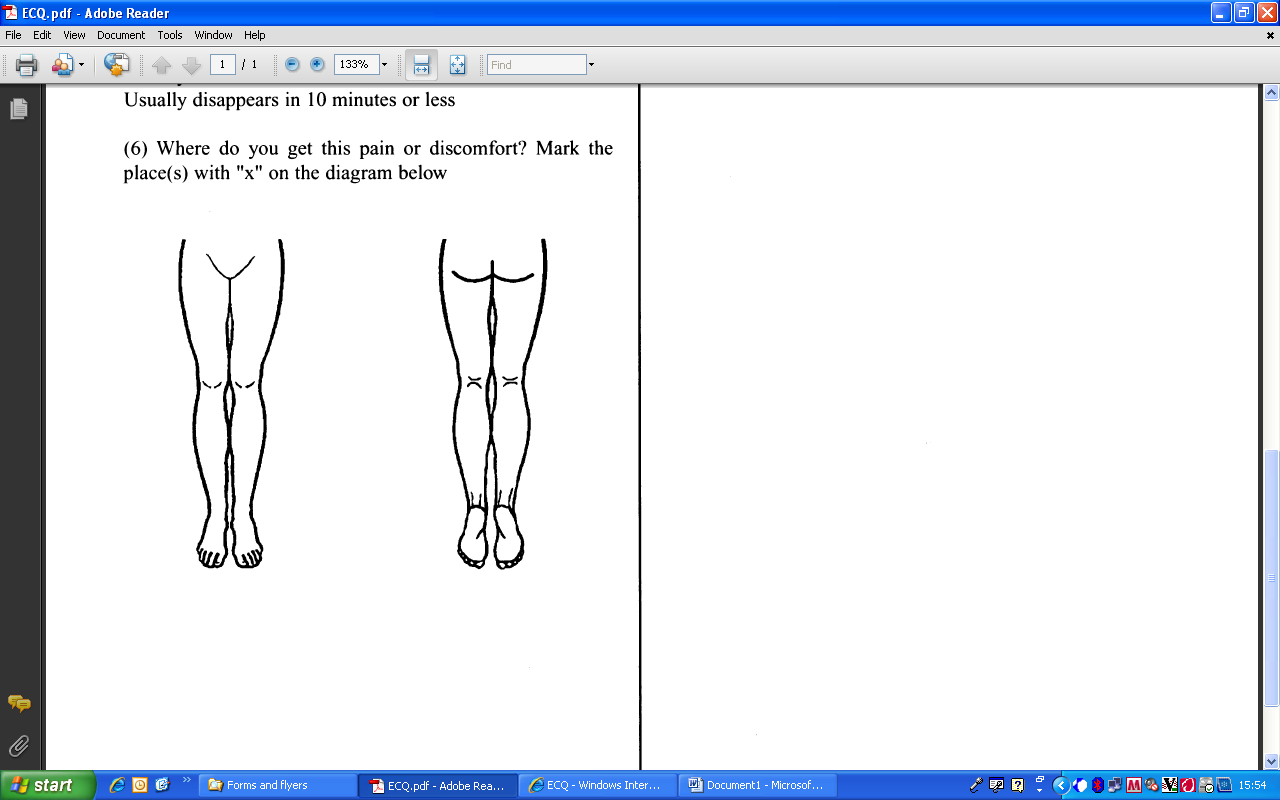 ECQ.pdf - Adobe Reader
File Edit View Document Tools Window Help
1 / 1 133% Find
Usually disappears in 10 minutes or less
(6) Where do you get this pain or discomfort? Mark the
place(s) with "x" on the diagram below
start Forms and flyers ECQ.pdf - Adobe Rea... ECQ - Windows Inter... Document1 - Microsof... 15:54